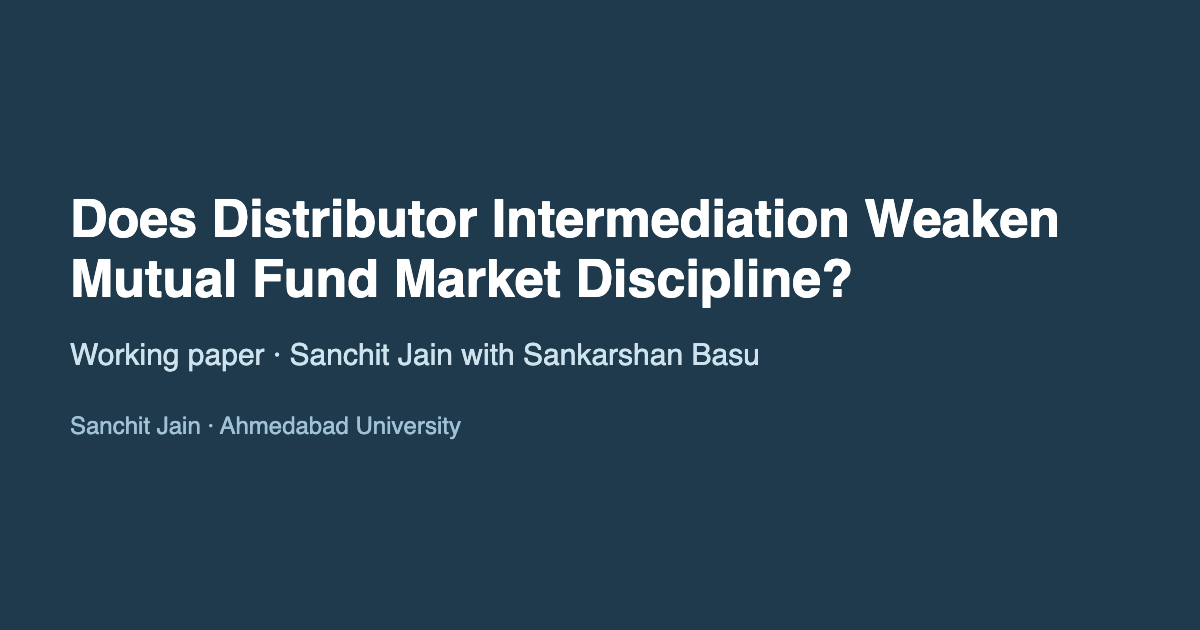 Does Distributor Intermediation Weaken
Mutual Fund Market Discipline?
Working paper · Sanchit Jain with Sankarshan Basu
Sanchit Jain · Ahmedabad University